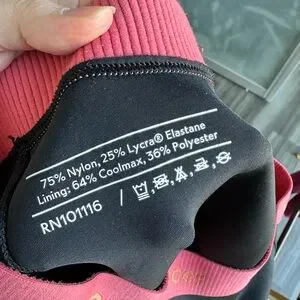 75% Nylon, 25% Lycra® Elastane
Lining: 64% Coolmax, 36% Polyester
RN101116 /